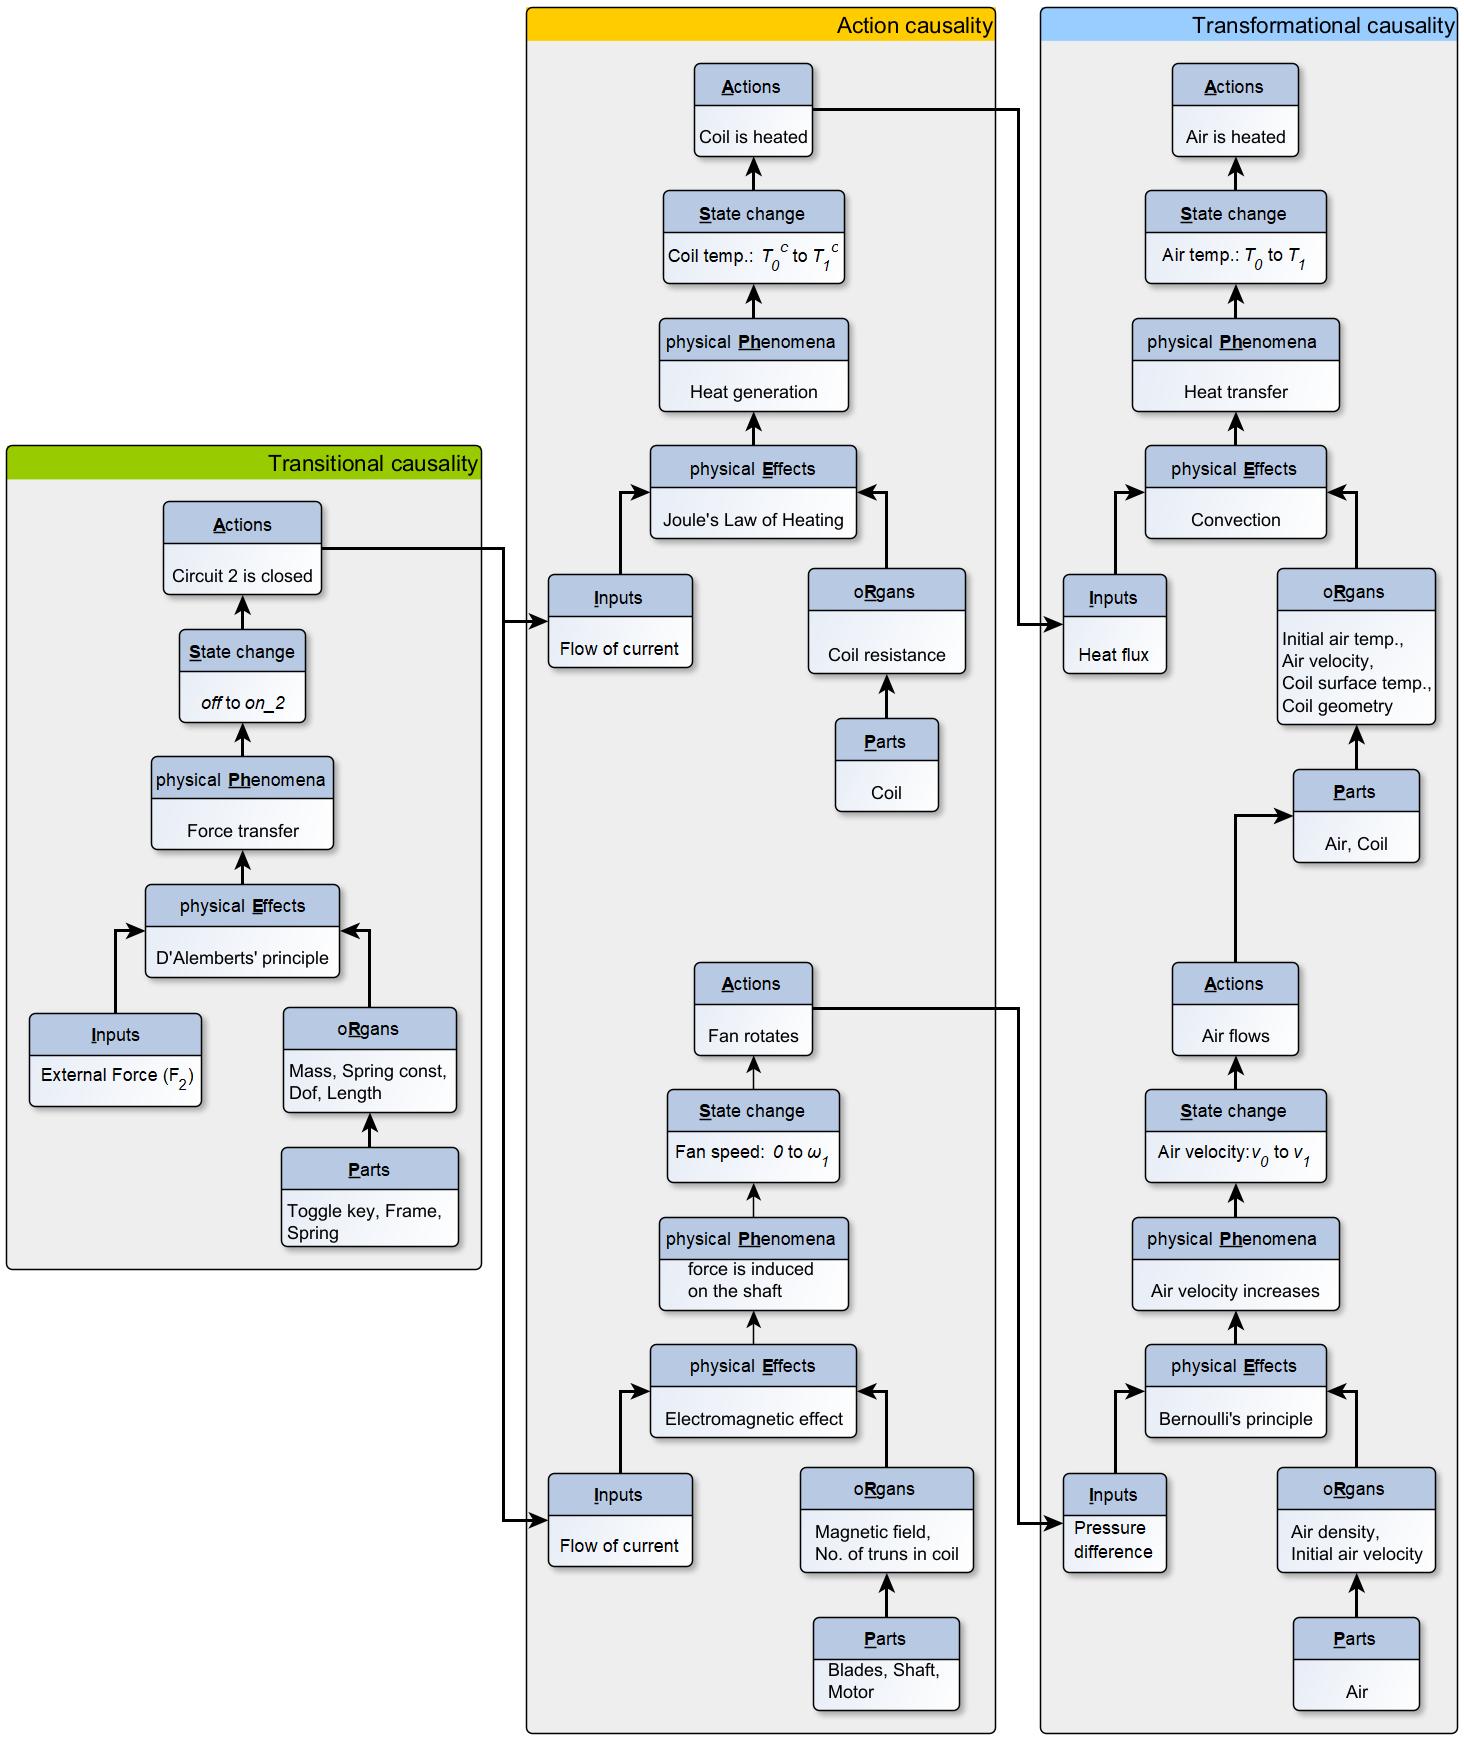 Transitional causality
Actions
Circuit 2 is closed
State change
off to on_2
physical Phenomena
Force transfer
physical Effects
D'Alemberts' principle
Inputs
External Force (F2)
oRgans
Mass, Spring const,
Dof, Length
Parts
Toggle key, Frame,
Spring
Action causality
Actions
Coil is heated
State change
Coil temp.: T0^c to T1^c
physical Phenomena
Heat generation
physical Effects
Joule's Law of Heating
Inputs
Flow of current
oRgans
Coil resistance
Parts
Coil
Actions
Fan rotates
State change
Fan speed: 0 to ω1
physical Phenomena
force is induced
on the shaft
physical Effects
Electromagnetic effect
Inputs
Flow of current
oRgans
Magnetic field,
No. of truns in coil
Parts
Blades, Shaft,
Motor
Transformational causality
Actions
Air is heated
State change
Air temp.: T0 to T1
physical Phenomena
Heat transfer
physical Effects
Convection
Inputs
Heat flux
oRgans
Initial air temp.,
Air velocity,
Coil surface temp.,
Coil geometry
Parts
Air, Coil
Actions
Air flows
State change
Air velocity: v0 to v1
physical Phenomena
Air velocity increases
physical Effects
Bernoulli's principle
Inputs
Pressure
difference
oRgans
Air density,
Initial air velocity
Parts
Air